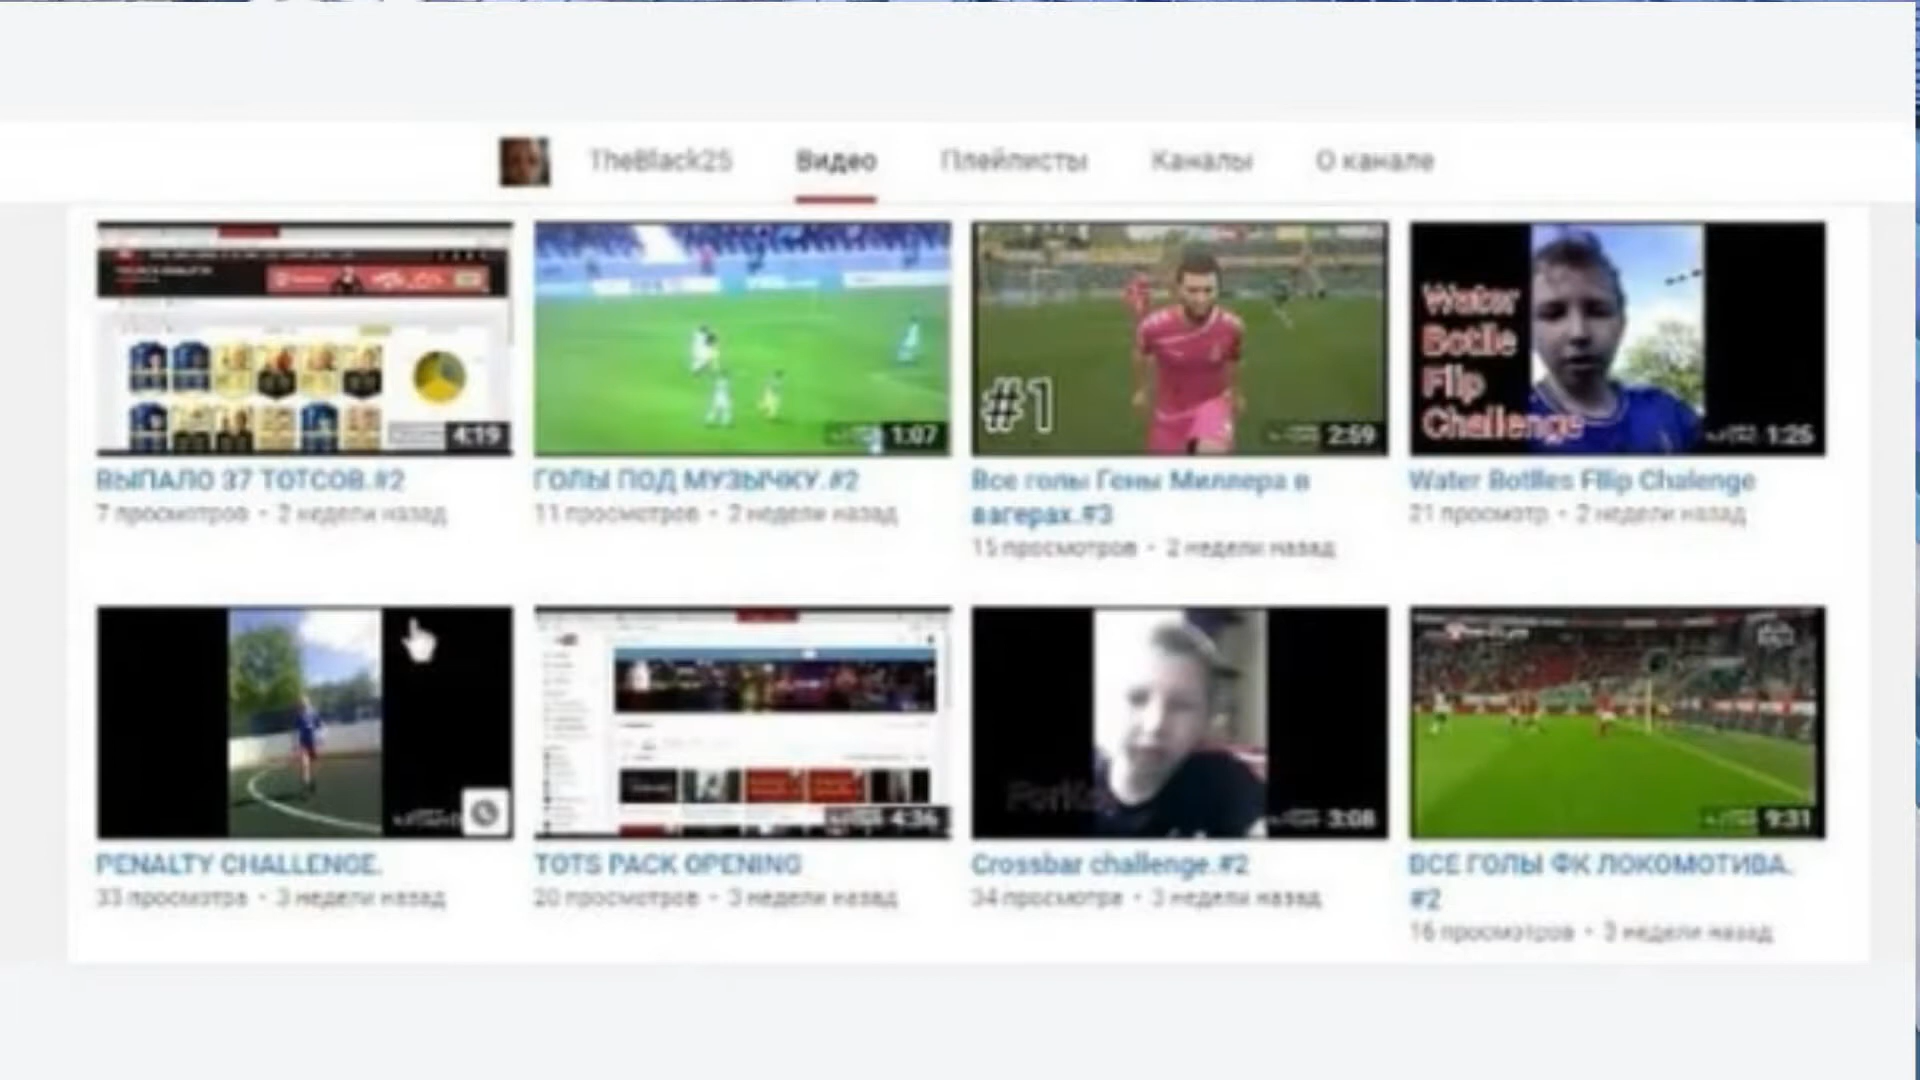 TheBlack25 Видео Плейлисты Каналы О канале
4:19
1:07
#1
2:59
Water
Botlle
Flip
Challenge
1:25
ВЫПАЛО 37 ТОТСОВ.#2
7 просмотров • 2 недели назад
ГОЛЫ ПОД МУЗЫЧКУ.#2
11 просмотров • 2 недели назад
Все голы Гены Миллера в
вагерах.#3
15 просмотров • 2 недели назад
Water Botlles Fllip Chalenge
21 просмотр • 2 недели назад
4:36
3:08
9:31
PENALTY CHALLENGE.
33 просмотра • 3 недели назад
TOTS PACK OPENING
20 просмотров • 3 недели назад
Crossbar challenge.#2
34 просмотра • 3 недели назад
ВСЕ ГОЛЫ ФК ЛОКОМОТИВА.
#2
16 просмотров • 3 недели назад